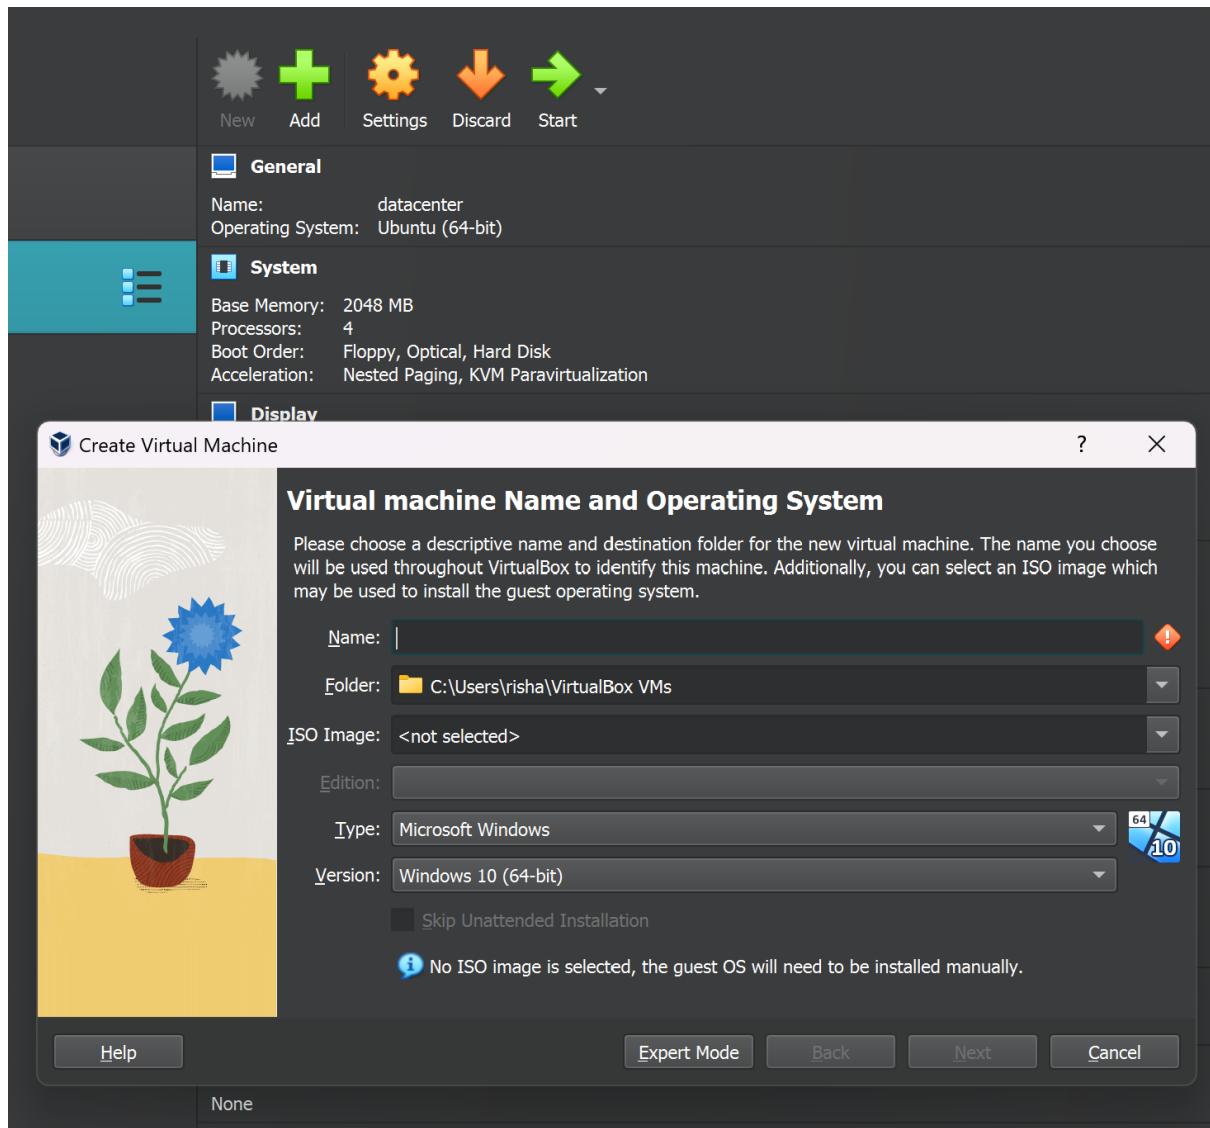 New Add Settings Discard Start
General
Name: datacenter
Operating System: Ubuntu (64-bit)
System
Base Memory: 2048 MB
Processors: 4
Boot Order: Floppy, Optical, Hard Disk
Acceleration: Nested Paging, KVM Paravirtualization
Display
Create Virtual Machine ?
Virtual machine Name and Operating System
Please choose a descriptive name and destination folder for the new virtual machine. The name you choose
will be used throughout VirtualBox to identify this machine. Additionally, you can select an ISO image which
may be used to install the guest operating system.
Name:
Folder: C:\Users\risha\VirtualBox VMs
ISO Image: <not selected>
Edition:
Type: Microsoft Windows
64
10
Version: Windows 10 (64-bit)
Skip Unattended Installation
No ISO image is selected, the guest OS will need to be installed manually.
Help Expert Mode Back Next Cancel
None